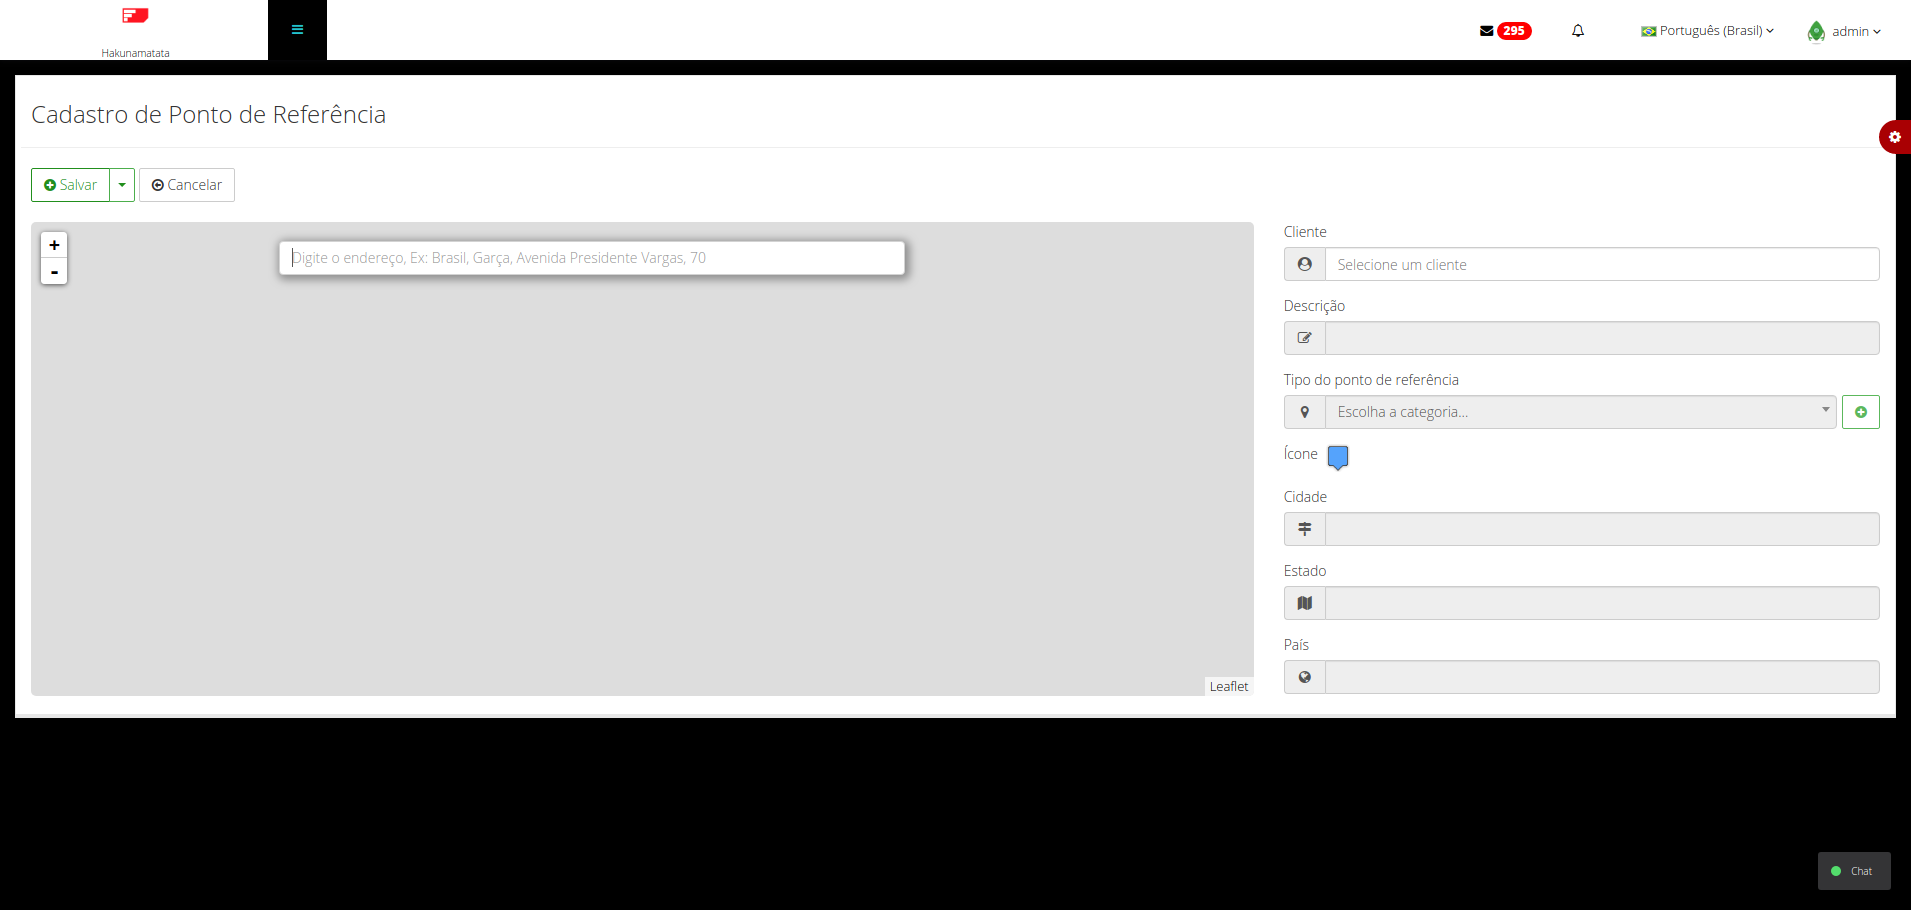 Hakunamatata
295
Português (Brasil)
admin
Cadastro de Ponto de Referência
Salvar
Cancelar
+
-
Digite o endereço, Ex: Brasil, Garça, Avenida Presidente Vargas, 70
Leaflet
Cliente
Selecione um cliente
Descrição
Tipo do ponto de referência
Escolha a categoria...
Ícone
Cidade
Estado
País
Chat